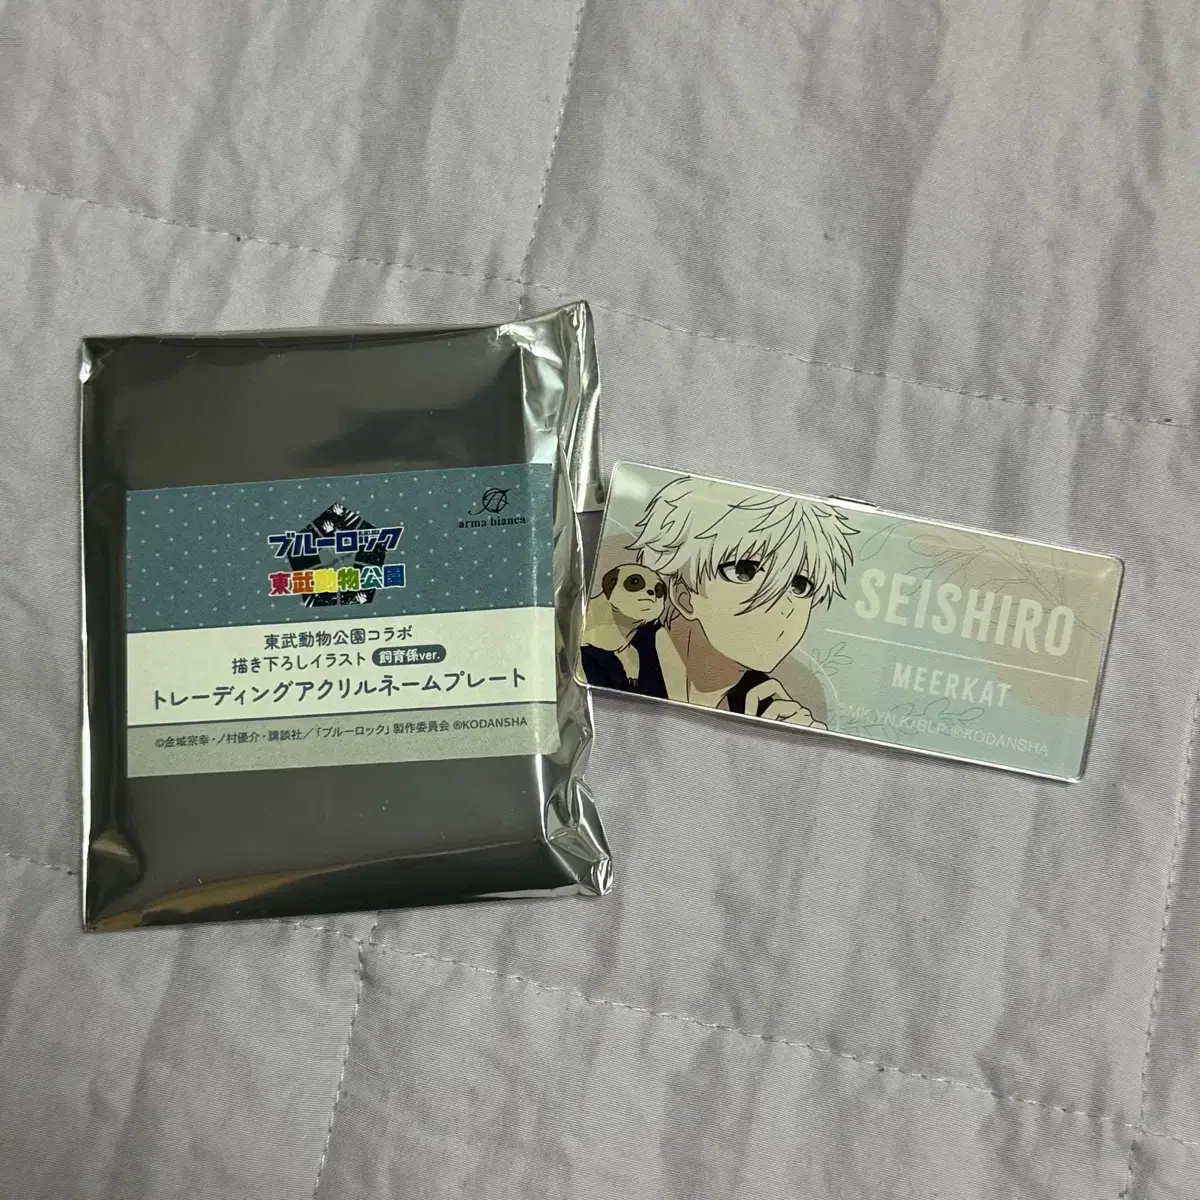 arma bianca
ブルーロック
東武動物公園
東武動物公園コラボ
描き下ろしイラスト 飼育係ver.
トレーディングアクリルネームプレート
©金城宗幸・ノ村優介・講談社／「ブルーロック」製作委員会 ®KODANSHA
SEISHIRO
MEERKAT
©MK,YN,K/BLP ®KODANSHA